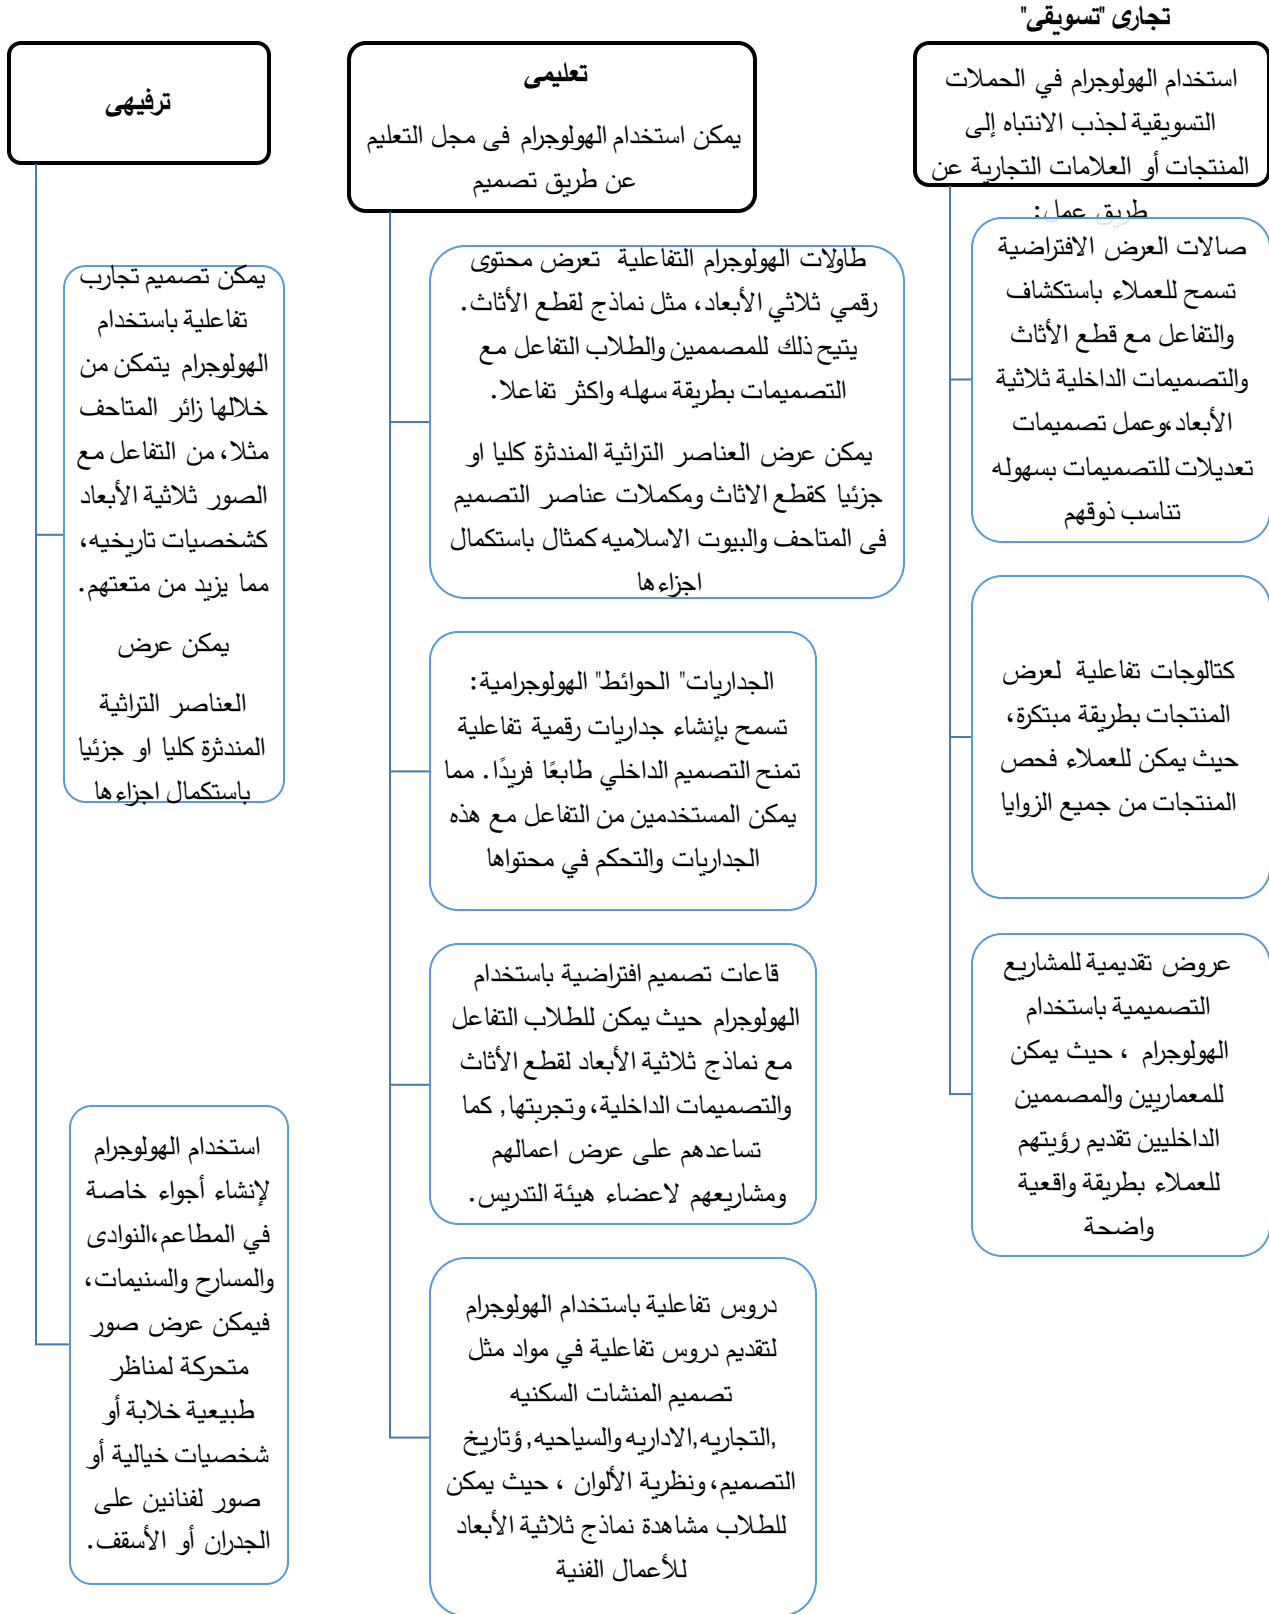 تجارى "تسويقى"
استخدام الهولوجرام في الحملات
التسويقية لجذب الانتباه إلى
المنتجات أو العلامات التجارية عن
طريق عمل:
صالات العرض الافتراضية
تسمح للعملاء باستكشاف
والتفاعل مع قطع الأثاث
والتصميمات الداخلية ثلاثية
الأبعاد،وعمل تصميمات
تعديلات للتصميمات بسهوله
تناسب ذوقهم
كتالوجات تفاعلية لعرض
المنتجات بطريقة مبتكرة،
حيث يمكن للعملاء فحص
المنتجات من جميع الزوايا
عروض تقديمية للمشاريع
التصميمية باستخدام
الهولوجرام ، حيث يمكن
للمعماريين والمصممين
الداخليين تقديم رؤيتهم
للعملاء بطريقة واقعية
واضحة
تعليمى
يمكن استخدام الهولوجرام فى مجل التعليم
عن طريق تصميم
طاولات الهولوجرام التفاعلية تعرض محتوى
رقمي ثلاثي الأبعاد، مثل نماذج لقطع الأثاث.
يتيح ذلك للمصممين والطلاب التفاعل مع
التصميمات بطريقة سهله واكثر تفاعلا.
يمكن عرض العناصر التراثية المندثرة كليا او
جزئيا كقطع الاثاث ومكملات عناصر التصميم
فى المتاحف والبيوت الاسلاميه كمثال باستكمال
اجزاءها
الجداريات" الحوائط" الهولوجرامية:
تسمح بإنشاء جداريات رقمية تفاعلية
تمنح التصميم الداخلي طابعًا فريدًا. مما
يمكن المستخدمين من التفاعل مع هذه
الجداريات والتحكم في محتواها
قاعات تصميم افتراضية باستخدام
الهولوجرام حيث يمكن للطلاب التفاعل
مع نماذج ثلاثية الأبعاد لقطع الأثاث
والتصميمات الداخلية، وتجربتها, كما
تساعدهم على عرض اعمالهم
ومشاريعهم لاعضاء هيئة التدريس.
دروس تفاعلية باستخدام الهولوجرام
لتقديم دروس تفاعلية في مواد مثل
تصميم المنشات السكنيه
,التجاريه,الاداريه والسياحيه, ؤتاريخ
التصميم، ونظرية الألوان ، حيث يمكن
للطلاب مشاهدة نماذج ثلاثية الأبعاد
للأعمال الفنية
ترفيهى
يمكن تصميم تجارب
تفاعلية باستخدام
الهولوجرام يتمكن من
خلالها زائر المتاحف
مثلا، من التفاعل مع
الصور ثلاثية الأبعاد
كشخصيات تاريخيه،
مما يزيد من متعتهم.
يمكن عرض
العناصر التراثية
المندثرة كليا او جزئيا
باستكمال اجزاءها
استخدام الهولوجرام
لإنشاء أجواء خاصة
في المطاعم،النوادى
والمسارح والسنيمات،
فيمكن عرض صور
متحركة لمناظر
طبيعية خلابة أو
شخصيات خيالية أو
صور لفنانين على
الجدران أو الأسقف.